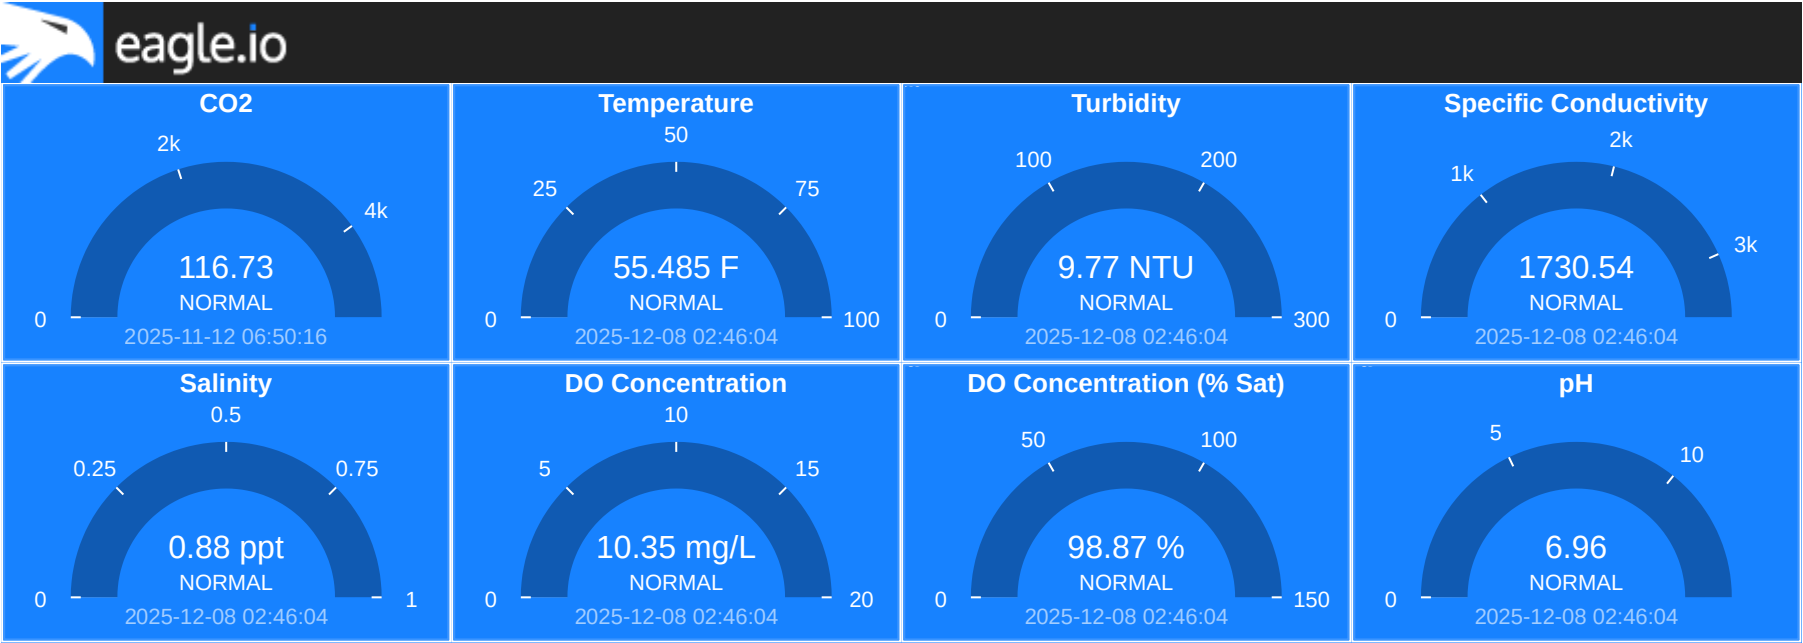 eagle.io
CO2
2k
4k
0
116.73
NORMAL
2025-11-12 06:50:16
Temperature
50
25
75
0
100
55.485 F
NORMAL
2025-12-08 02:46:04
Turbidity
100
200
0
300
9.77 NTU
NORMAL
2025-12-08 02:46:04
Specific Conductivity
2k
1k
3k
0
1730.54
NORMAL
2025-12-08 02:46:04
Salinity
0.5
0.25
0.75
0
1
0.88 ppt
NORMAL
2025-12-08 02:46:04
DO Concentration
10
5
15
0
20
10.35 mg/L
NORMAL
2025-12-08 02:46:04
DO Concentration (% Sat)
50
100
0
150
98.87 %
NORMAL
2025-12-08 02:46:04
pH
5
10
0
6.96
NORMAL
2025-12-08 02:46:04